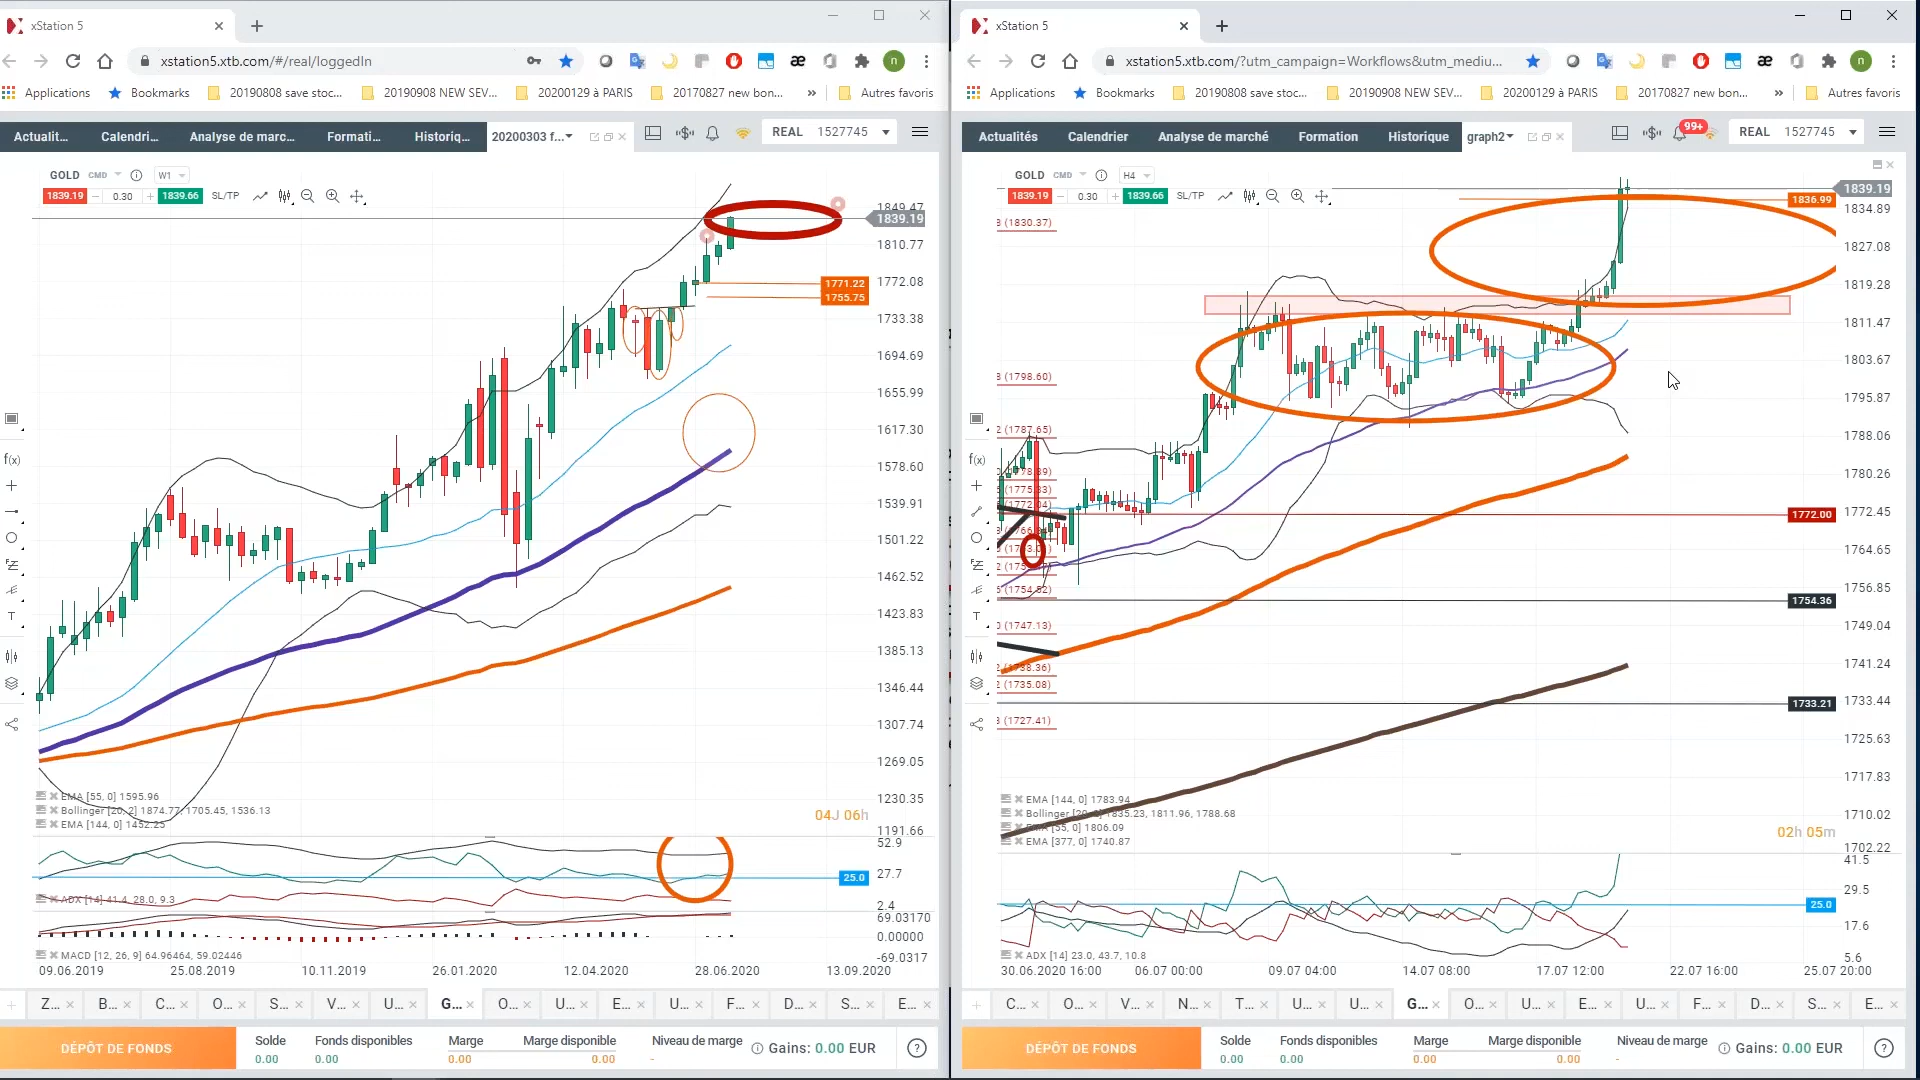 xStation 5
xstation5.xtb.com/#/real/loggedIn
Applications Bookmarks 20190808 save stoc... 20190908 NEW SEV... 20200129 à PARIS 20170827 new bon... » Autres favoris
Actualit... Calendri... Analyse de marc... Formati... Historiq... 20200303 f... REAL 1527745
GOLD CMD W1
1839.19 0.30 1839.66 SL/TP
1849.47
1839.19
1810.77
1772.08
1771.22
1755.75
1733.38
1694.69
1655.99
1617.30
1578.60
1539.91
1501.22
1462.52
1423.83
1385.13
1346.44
1307.74
1269.05
1230.35
1191.66
EMA [55, 0] 1595.96
Bollinger [20, 2] 1874.77, 1705.45, 1536.13
EMA [144, 0] 1452.25
04J 06h
52.9
27.7
25.0
2.4
ADX [14] 41.4, 28.0, 9.3
69.03170
0.00000
-69.0317
MACD [12, 26, 9] 64.96464, 59.02446
09.06.2019 25.08.2019 10.11.2019 26.01.2020 12.04.2020 28.06.2020 13.09.2020
Z... B... C... O... S... V... U... G... O... U... E... U... F... D... S... E...
DÉPÔT DE FONDS
Solde Fonds disponibles Marge Marge disponible Niveau de marge Gains: 0.00 EUR
0.00 0.00 0.00 0.00 -
xStation 5
xstation5.xtb.com/?utm_campaign=Workflows&utm_mediu...
Applications Bookmarks 20190808 save stoc... 20190908 NEW SEV... 20200129 à PARIS 20170827 new bon... » Autres favoris
Actualités Calendrier Analyse de marché Formation Historique graph2 99+ REAL 1527745
GOLD CMD H4
1839.19 0.30 1839.66 SL/TP
1839.19
1836.99
1834.89
1827.08
1819.28
1811.47
1803.67
1795.87
1788.06
1780.26
1772.45
1772.00
1764.65
1756.85
1754.36
1749.04
1741.24
1733.44
1733.21
1725.63
1717.83
1710.02
1702.22
8 (1830.37)
8 (1798.60)
2 (1787.65)
(1747.13)
2 (1735.08)
8 (1727.41)
EMA [144, 0] 1783.94
Bollinger [20, 2] 1835.23, 1811.96, 1788.68
EMA [55, 0] 1806.09
EMA [377, 0] 1740.87
02h 05m
41.5
29.5
25.0
17.6
5.6
ADX [14] 23.0, 43.7, 10.8
30.06.2020 16:00 06.07 00:00 09.07 04:00 14.07 08:00 17.07 12:00 22.07 16:00 25.07 20:00
C... O... V... N... T... U... U... G... O... U... E... U... F... D... S... E...
DÉPÔT DE FONDS
Solde Fonds disponibles Marge Marge disponible Niveau de marge Gains: 0.00 EUR
0.00 0.00 0.00 0.00 -